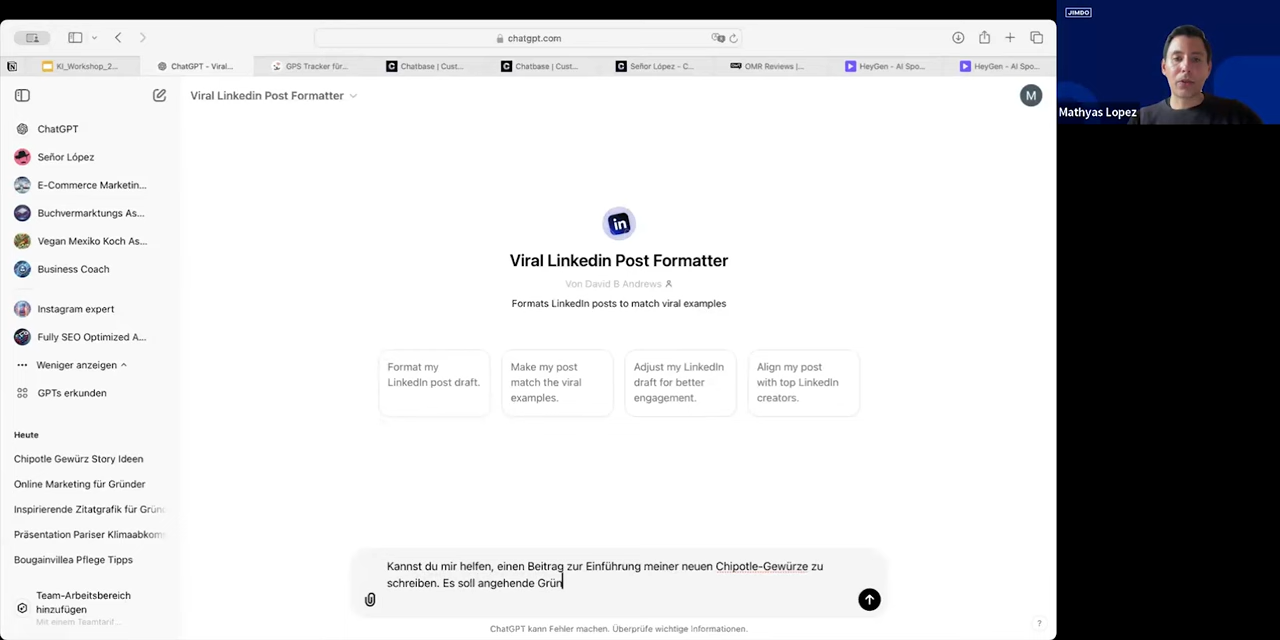 chatgpt.com
KI_Workshop_2...
ChatGPT - Viral...
GPS Tracker für...
Chatbase | Cust...
Chatbase | Cust...
Señor López - C...
OMR Reviews |...
HeyGen - AI Spo...
HeyGen - AI Spo...
JIMDO
Mathyas Lopez
Viral Linkedin Post Formatter
M
ChatGPT
Señor López
E-Commerce Marketin...
Buchvermarktungs As...
Vegan Mexiko Koch As...
Business Coach
Instagram expert
Fully SEO Optimized A...
Weniger anzeigen
GPTs erkunden
Heute
Chipotle Gewürz Story Ideen
Online Marketing für Gründer
Inspirierende Zitatgrafik für Gründ
Präsentation Pariser Klimaabkom
Bougainvillea Pflege Tipps
Team-Arbeitsbereich
hinzufügen
Mit einem Teamtarif...
in
Viral Linkedin Post Formatter
Von David B Andrews
Formats LinkedIn posts to match viral examples
Format my
LinkedIn post draft.
Make my post
match the viral
examples.
Adjust my LinkedIn
draft for better
engagement.
Align my post
with top LinkedIn
creators.
Kannst du mir helfen, einen Beitrag zur Einführung meiner neuen Chipotle-Gewürze zu
schreiben. Es soll angehende Grün
ChatGPT kann Fehler machen. Überprüfe wichtige Informationen.
?